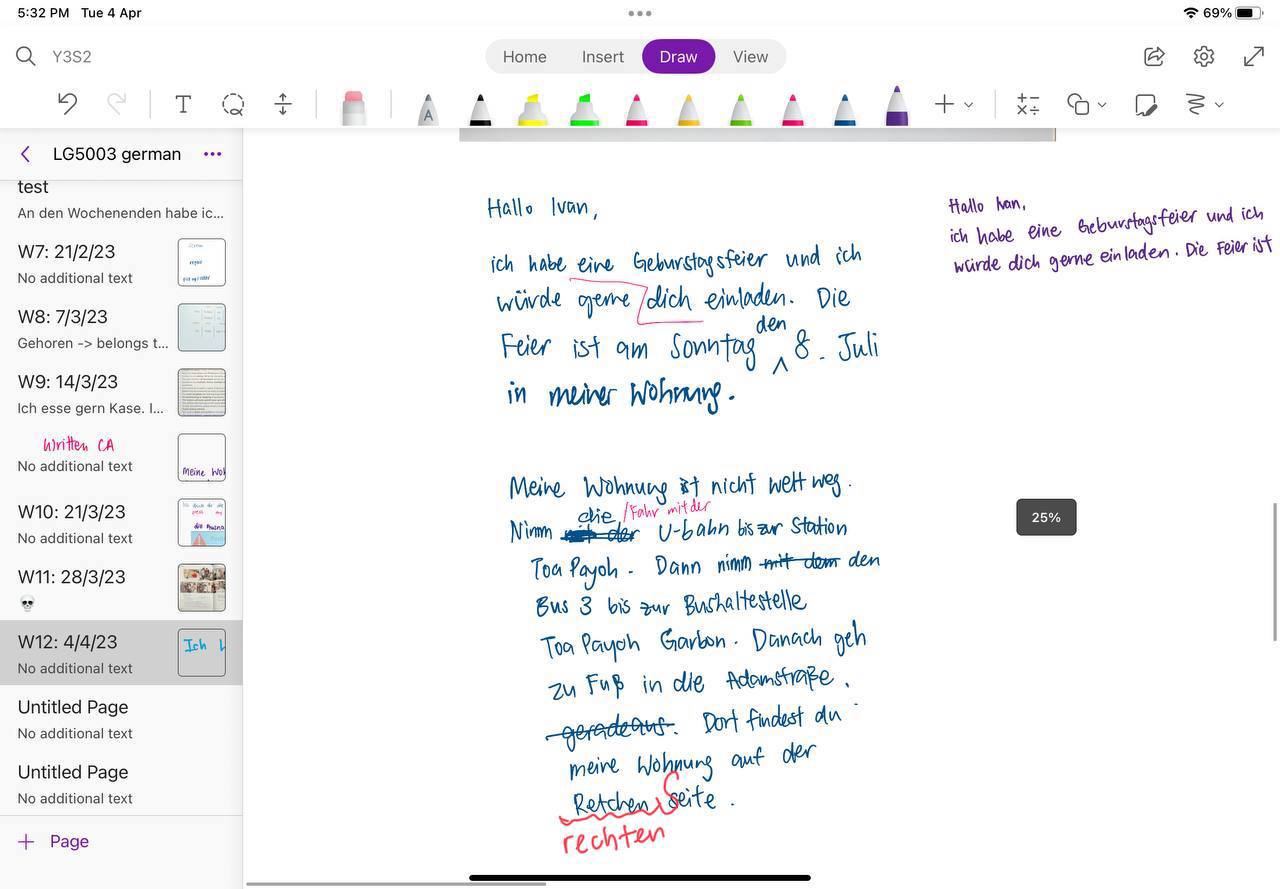 5:32 PM Tue 4 Apr
69%
Y3S2
Home Insert Draw View
T
A
LG5003 german
test
An den Wochenenden habe ic...
W7: 21/2/23
No additional text
W8: 7/3/23
Gehoren -> belongs t...
W9: 14/3/23
Ich esse gern Kase. I...
Written CA
No additional text
Meine Wo
W10: 21/3/23
No additional text
W11: 28/3/23
💀
W12: 4/4/23
No additional text
Ich L
Untitled Page
No additional text
Untitled Page
No additional text
+ Page
Hallo Ivan,
ich habe eine Geburstagsfeier und ich
würde gerne dich einladen. Die
Feier ist am Sonntag den 8. Juli
in meiner Wohnung.
Meine Wohnung ist nicht weit weg.
die /Fahr mit der
Nimm mit der U-bahn bis zur Station
Toa Payoh. Dann nimm mit dem den
Bus 3 bis zur Bushaltestelle
Toa Payoh Garbon. Danach geh
zu Fuß in die Adamstraße.
geradeaus. Dort findest du
meine Wohnung auf der
Retchen Seite.
rechten
Hallo Ivan,
ich habe eine Geburstagsfeier und ich
würde dich gerne einladen. Die Feier ist
25%